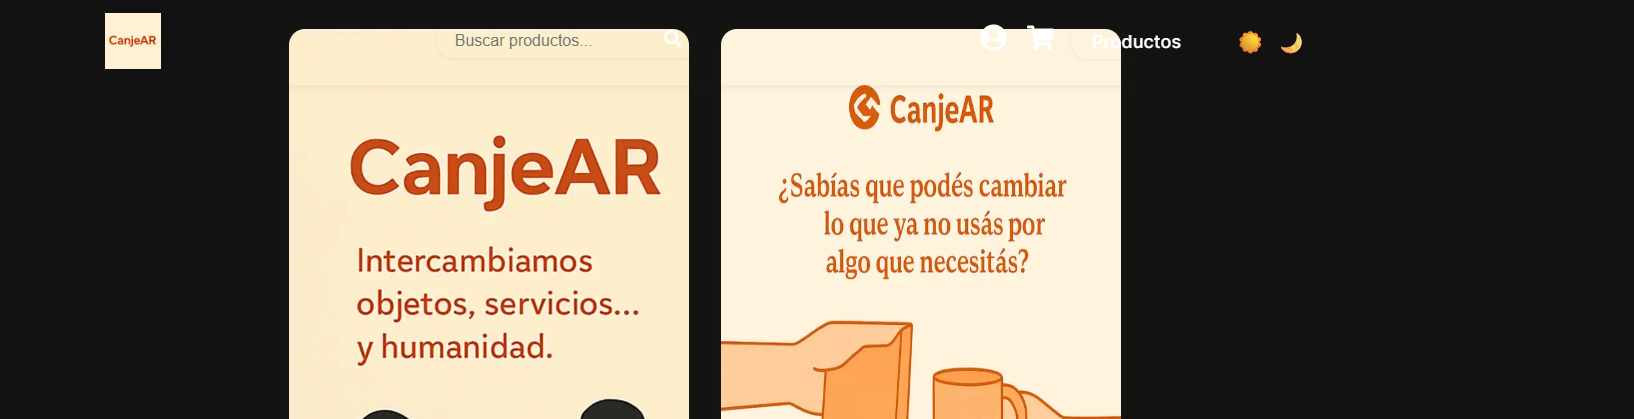 CanjeAR
Buscar productos...
Productos
CanjeAR
Intercambiamos
objetos, servicios...
y humanidad.
CanjeAR
¿Sabías que podés cambiar
lo que ya no usás por
algo que necesitás?